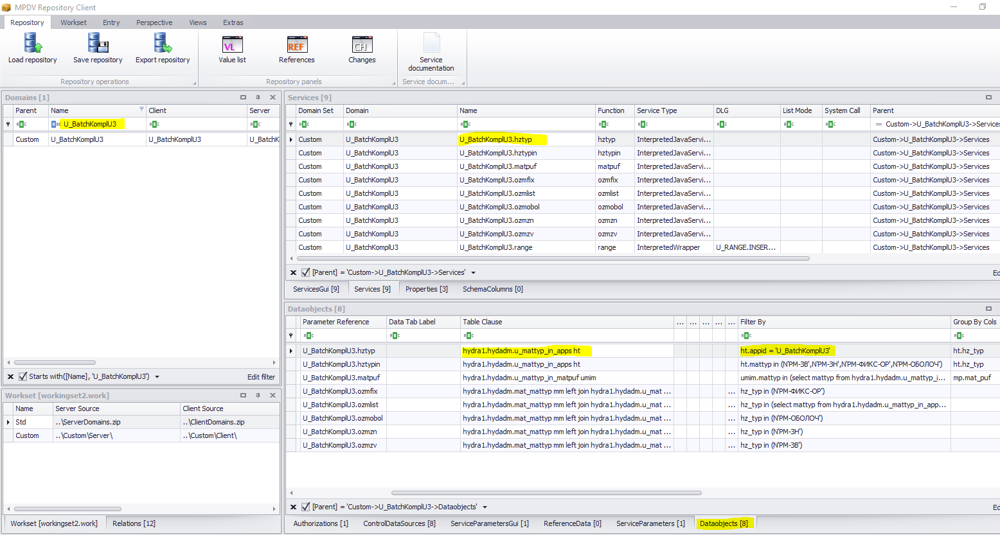 MPDV Repository Client
Repository Workset Entry Perspective Views Extras
Load repository Save repository Export repository Value list References Changes Service documentation
VL REF CH
Repository operations Repository panels Service docum...
Domains [1]
Parent Name Client Server
U_BatchKomplU3
Custom U_BatchKomplU3 U_BatchKomplU3 U_BatchK
Starts with([Name], 'U_BatchKomplU3') Edit filter
Workset [workingset2.work]
Name Server Source Client Source
Std ..\ServerDomains.zip ..\ClientDomains.zip
Custom ..\Custom\Server\ ..\Custom\Client\
Workset [workingset2.work] Relations [12]
Services [9]
Domain Set Domain Name Function Service Type DLG List Mode System Call Parent
= Custom->U_BatchKomplU3->Services
Custom U_BatchKomplU3 U_BatchKomplU3.hztyp hztyp InterpretedJavaServi... Custom->U_BatchKomplU3->Services
Custom U_BatchKomplU3 U_BatchKomplU3.hztypin hztypin InterpretedJavaServi... Custom->U_BatchKomplU3->Services
Custom U_BatchKomplU3 U_BatchKomplU3.matpuf matpuf InterpretedJavaServi... Custom->U_BatchKomplU3->Services
Custom U_BatchKomplU3 U_BatchKomplU3.ozmfix ozmfix InterpretedJavaServi... Custom->U_BatchKomplU3->Services
Custom U_BatchKomplU3 U_BatchKomplU3.ozmlist ozmlist InterpretedJavaServi... Custom->U_BatchKomplU3->Services
Custom U_BatchKomplU3 U_BatchKomplU3.ozmobol ozmobol InterpretedJavaServi... Custom->U_BatchKomplU3->Services
Custom U_BatchKomplU3 U_BatchKomplU3.ozmzn ozmzn InterpretedJavaServi... Custom->U_BatchKomplU3->Services
Custom U_BatchKomplU3 U_BatchKomplU3.ozmzv ozmzv InterpretedJavaServi... Custom->U_BatchKomplU3->Services
Custom U_BatchKomplU3 U_BatchKomplU3.range range InterpretedWrapper U_RANGE.INSER... Custom->U_BatchKomplU3->Services
[Parent] = 'Custom->U_BatchKomplU3->Services' Ed
ServicesGui [9] Services [9] Properties [3] SchemaColumns [0]
Dataobjects [8]
Parameter Reference Data Tab Label Table Clause ... ... ... ... ... Filter By Group By Cols
U_BatchKomplU3.hztyp hydra1.hydadm.u_mattyp_in_apps ht ht.appid = 'U_BatchKomplU3' ht.hz_typ
U_BatchKomplU3.hztypin hydra1.hydadm.u_mattyp_in_apps ht ht.mattyp in (N'РМ-ЗВ',N'РМ-ЗН',N'РМ-ФИКС-ОР',N'РМ-ОБОЛОЧ') ht.hz_typ
U_BatchKomplU3.matpuf hydra1.hydadm.u_mattyp_in_matpuf umim umim.mattyp in (select mattyp from hydra1.hydadm.u_mattyp_i... mp.mat_puf
U_BatchKomplU3.ozmfix hydra1.hydadm.mat_mattyp mm left join hydra1.hydadm.u_mat ... ... hz_typ in (N'РМ-ФИКС-ОР')
U_BatchKomplU3.ozmlist hydra1.hydadm.mat_mattyp mm left join hydra1.hydadm.u_mat ... ... hz_typ in (select mattyp from hydra1.hydadm.u_mattyp_in_app...
U_BatchKomplU3.ozmobol hydra1.hydadm.mat_mattyp mm left join hydra1.hydadm.u_mat ... ... hz_typ in (N'РМ-ОБОЛОЧ')
U_BatchKomplU3.ozmzn hydra1.hydadm.mat_mattyp mm left join hydra1.hydadm.u_mat ... ... hz_typ in (N'РМ-ЗН')
U_BatchKomplU3.ozmzv hydra1.hydadm.mat_mattyp mm left join hydra1.hydadm.u_mat ... ... hz_typ in (N'РМ-ЗВ')
[Parent] = 'Custom->U_BatchKomplU3->Dataobjects' Ed
Authorizations [1] ControlDataSources [8] ServiceParametersGui [1] ReferenceData [0] ServiceParameters [1] Dataobjects [8]